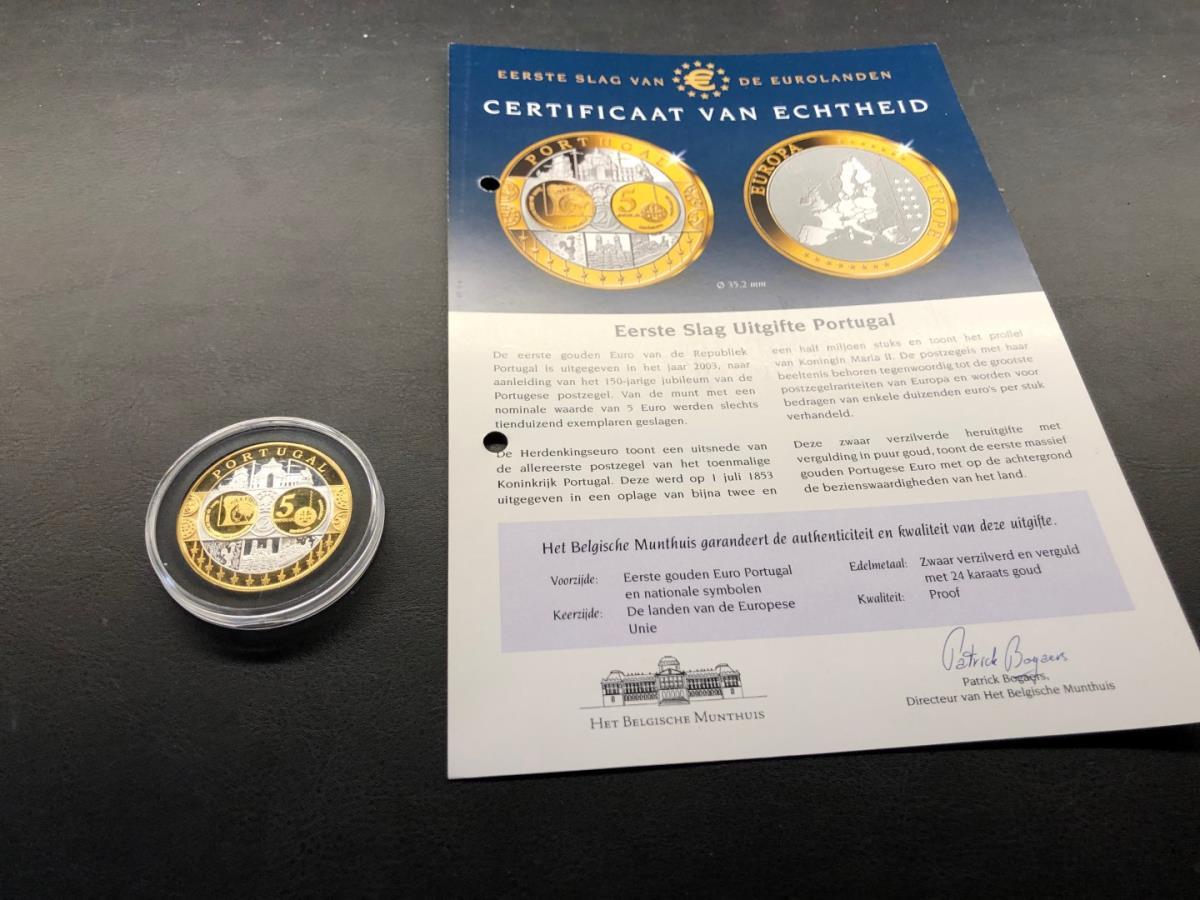 EERSTE SLAG VAN € DE EUROLANDEN
CERTIFICAAT VAN ECHTHEID
PORTUGAL
5
EUROPA
EUROPE
Ø 35.2 mm
Eerste Slag Uitgifte Portugal
De eerste gouden Euro van de Republiek
Portugal is uitgegeven in het jaar 2003, naar
aanleiding van het 150-jarige jubileum van de
Portugese postzegel. Van de munt met een
nominale waarde van 5 Euro werden slechts
tienduizend exemplaren geslagen.
De Herdenkingseuro toont een uitsnede van
de allereerste postzegel van het toenmalige
Koninkrijk Portugal. Deze werd op 1 juli 1853
uitgegeven in een oplage van bijna twee en
een half miljoen stuks en toont het profiel
van Koningin Maria II. De postzegels met haar
beeltenis behoren tegenwoordig tot de grootste
postzegelrariteiten van Europa en worden voor
bedragen van enkele duizenden euro's per stuk
verhandeld.
Deze zwaar verzilverde heruitgifte met
vergulding in puur goud, toont de eerste massief
gouden Portugese Euro met op de achtergrond
de bezienswaardigheden van het land.
Het Belgische Munthuis garandeert de authenticiteit en kwaliteit van deze uitgifte.
Voorzijde: Eerste gouden Euro Portugal
en nationale symbolen
Keerzijde: De landen van de Europese
Unie
Edelmetaal: Zwaar verzilverd en verguld
met 24 karaats goud
Kwaliteit: Proof
HET BELGISCHE MUNTHUIS
Patrick Bogaers
Patrick Bogaers,
Directeur van Het Belgische Munthuis
PORTUGAL
5